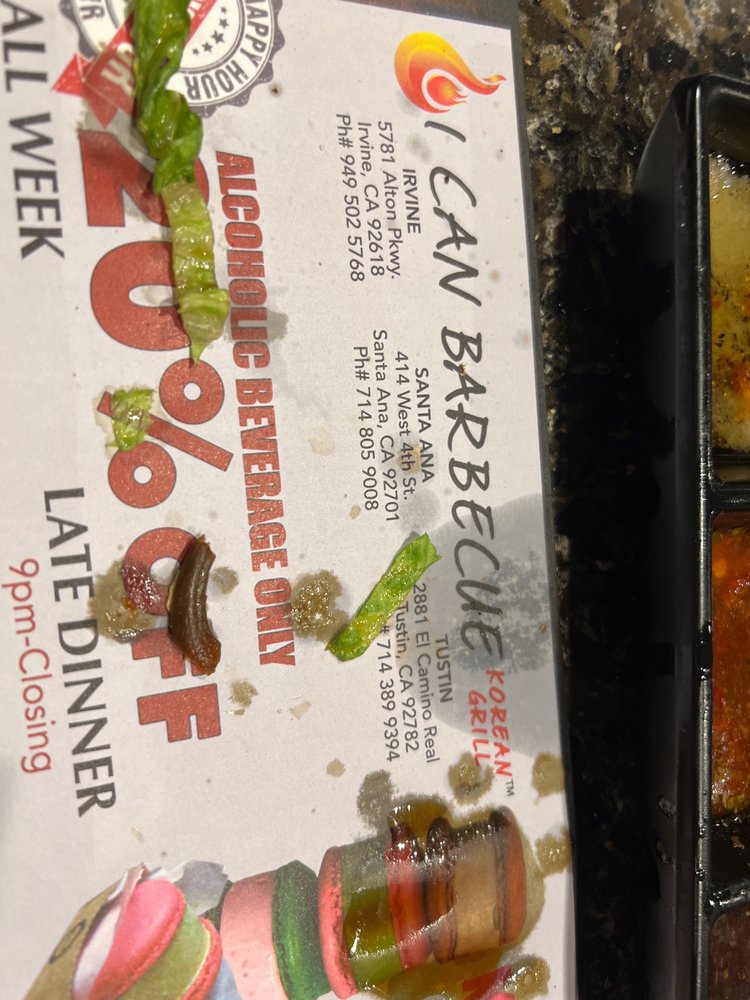 I CAN BARBECUE
KOREAN™
GRILL
IRVINE
5781 Alton Pkwy.
Irvine, CA 92618
Ph# 949 502 5768
SANTA ANA
414 West 4th St.
Santa Ana, CA 92701
Ph# 714 805 9008
TUSTIN
2881 El Camino Real
Tustin, CA 92782
# 714 389 9394
HAPPY HOUR
ALCOHOLIC BEVERAGE ONLY
20% OFF
ALL WEEK
LATE DINNER
9pm-Closing